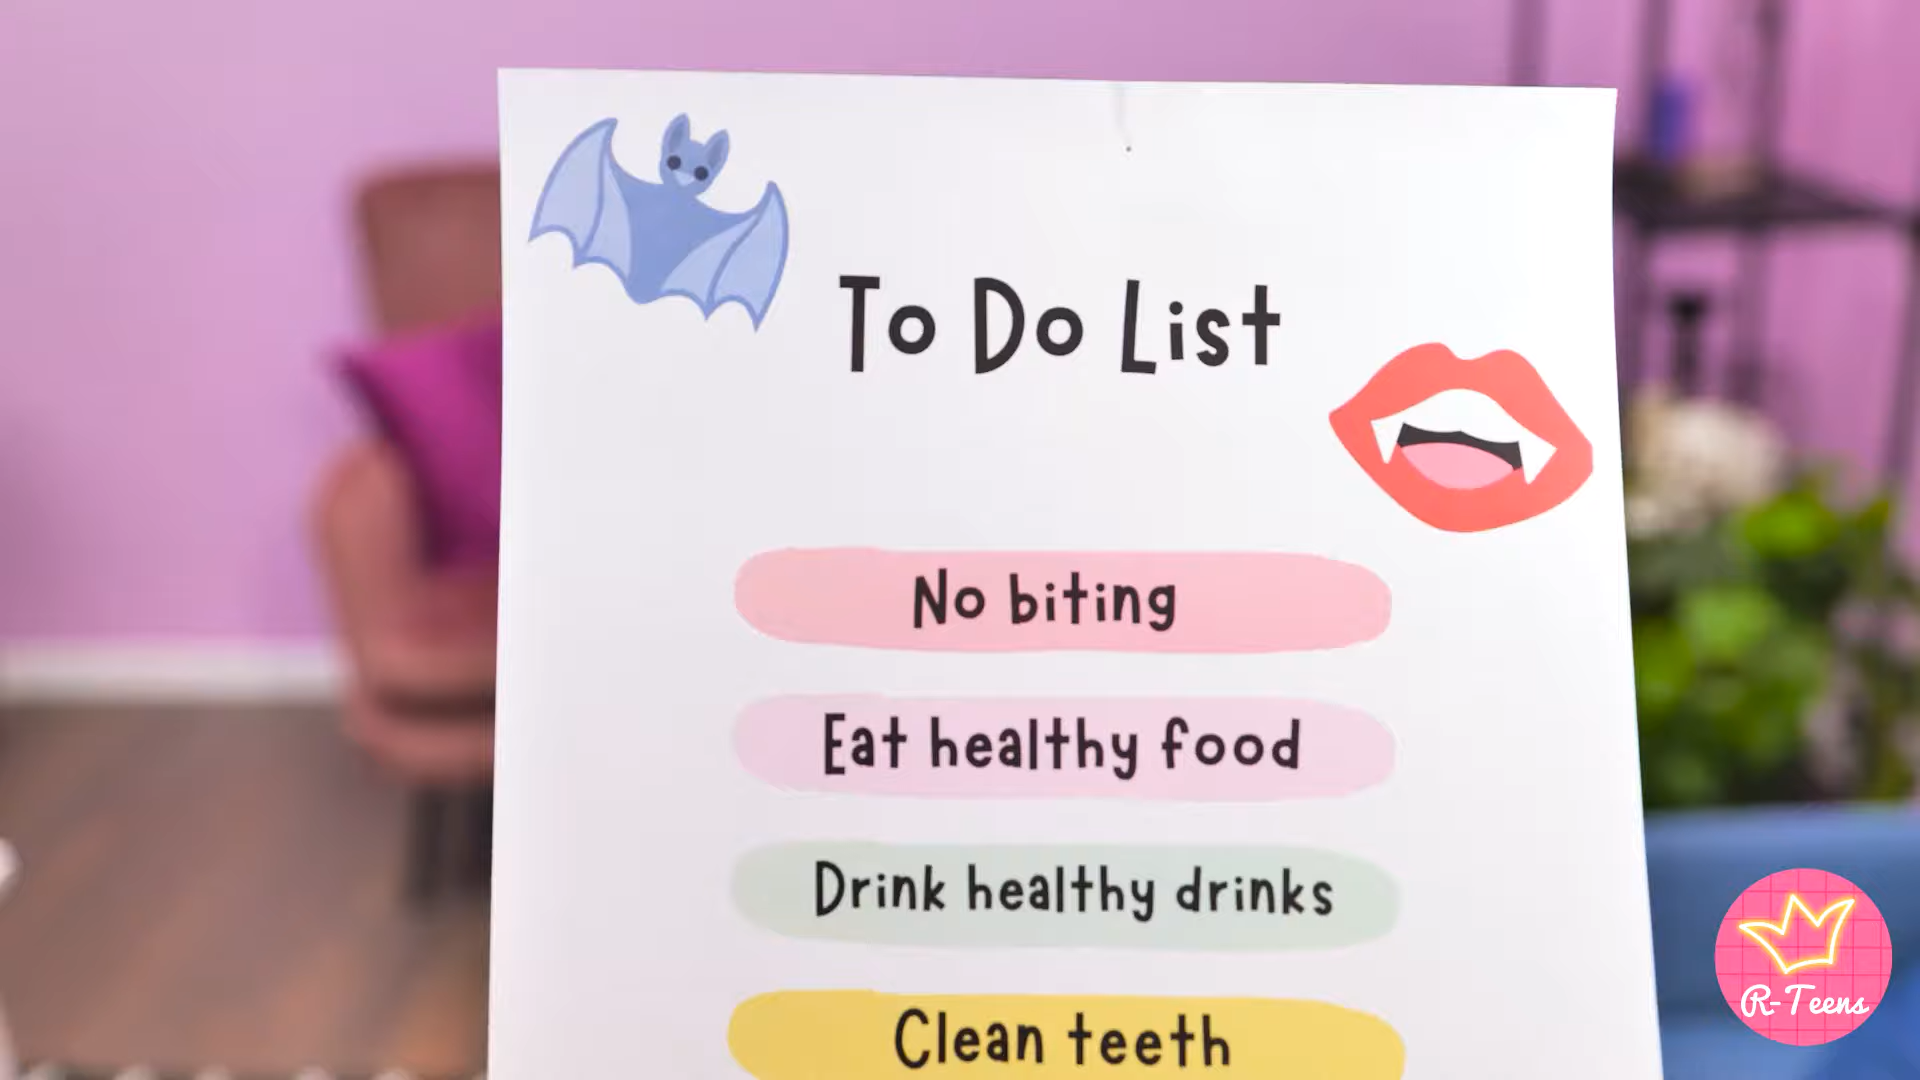 To Do List
No biting
Eat healthy food
Drink healthy drinks
Clean teeth
R-Teens